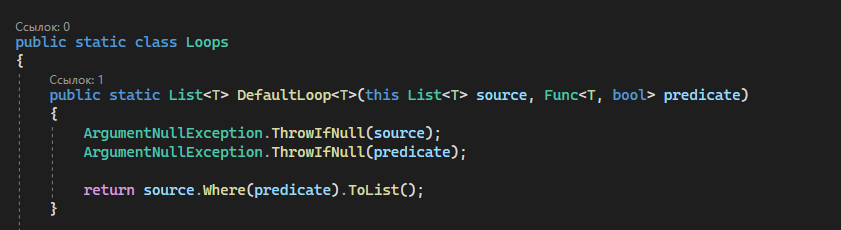 Ссылок: 0
public static class Loops
{
Ссылок: 1
public static List<T> DefaultLoop<T>(this List<T> source, Func<T, bool> predicate)
{
ArgumentNullException.ThrowIfNull(source);
ArgumentNullException.ThrowIfNull(predicate);
return source.Where(predicate).ToList();
}